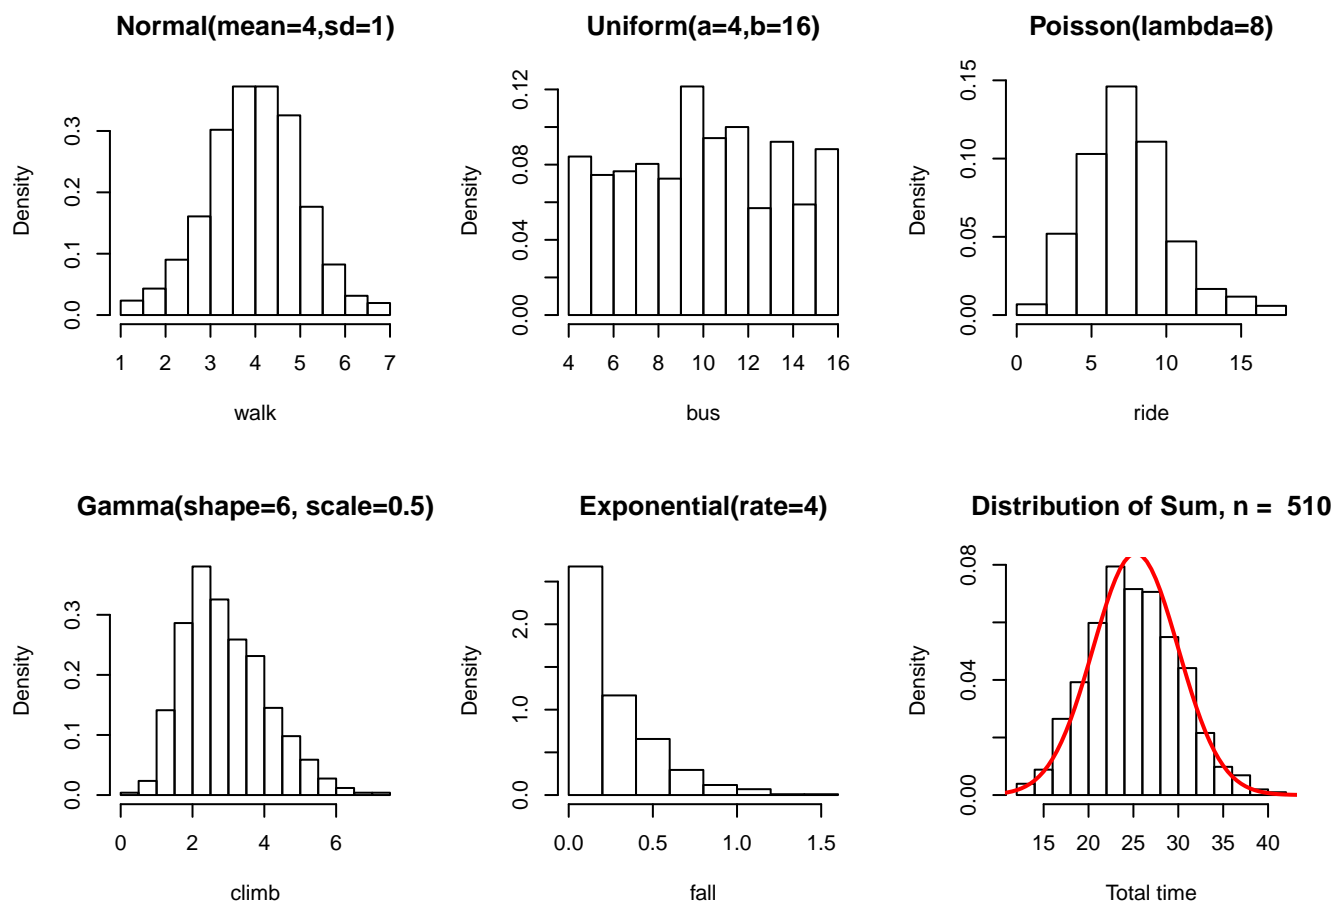 Normal(mean=4,sd=1)
Density
0.0 0.1 0.2 0.3
1 2 3 4 5 6 7
walk
Uniform(a=4,b=16)
Density
0.00 0.04 0.08 0.12
4 6 8 10 12 14 16
bus
Poisson(lambda=8)
Density
0.00 0.05 0.10 0.15
0 5 10 15
ride
Gamma(shape=6, scale=0.5)
Density
0.0 0.1 0.2 0.3
0 2 4 6
climb
Exponential(rate=4)
Density
0.0 1.0 2.0
0.0 0.5 1.0 1.5
fall
Distribution of Sum, n =  510
Density
0.00 0.04 0.08
15 20 25 30 35 40
Total time